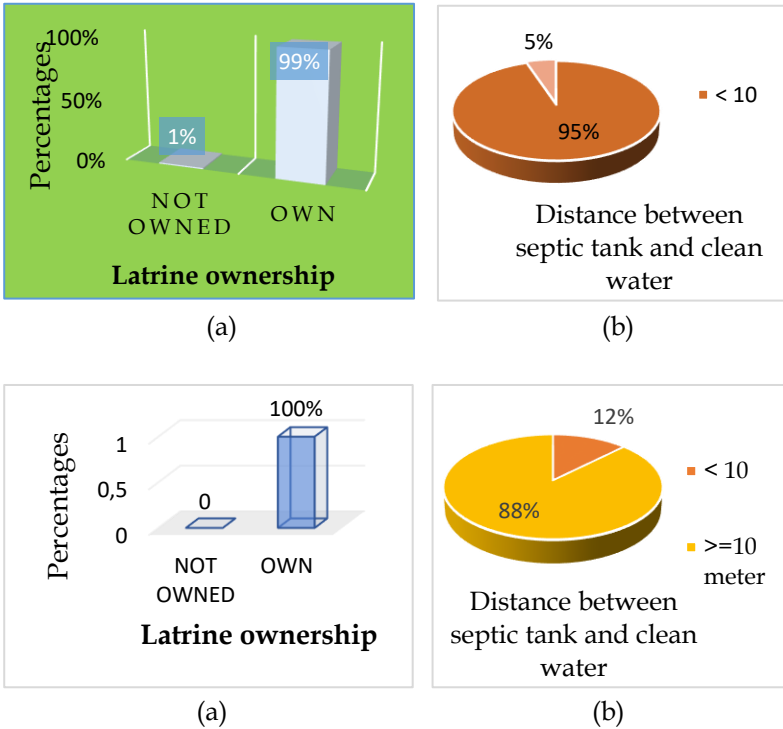 100%
50%
0%
Percentages
1%
99%
NOT
OWNED
OWN
Latrine ownership
(a)
5%
95%
< 10
Distance between
septic tank and clean
water
(b)
Percentages
1
0,5
0
0
100%
NOT
OWNED
OWN
Latrine ownership
(a)
12%
88%
< 10
>=10
meter
Distance between
septic tank and clean
water
(b)